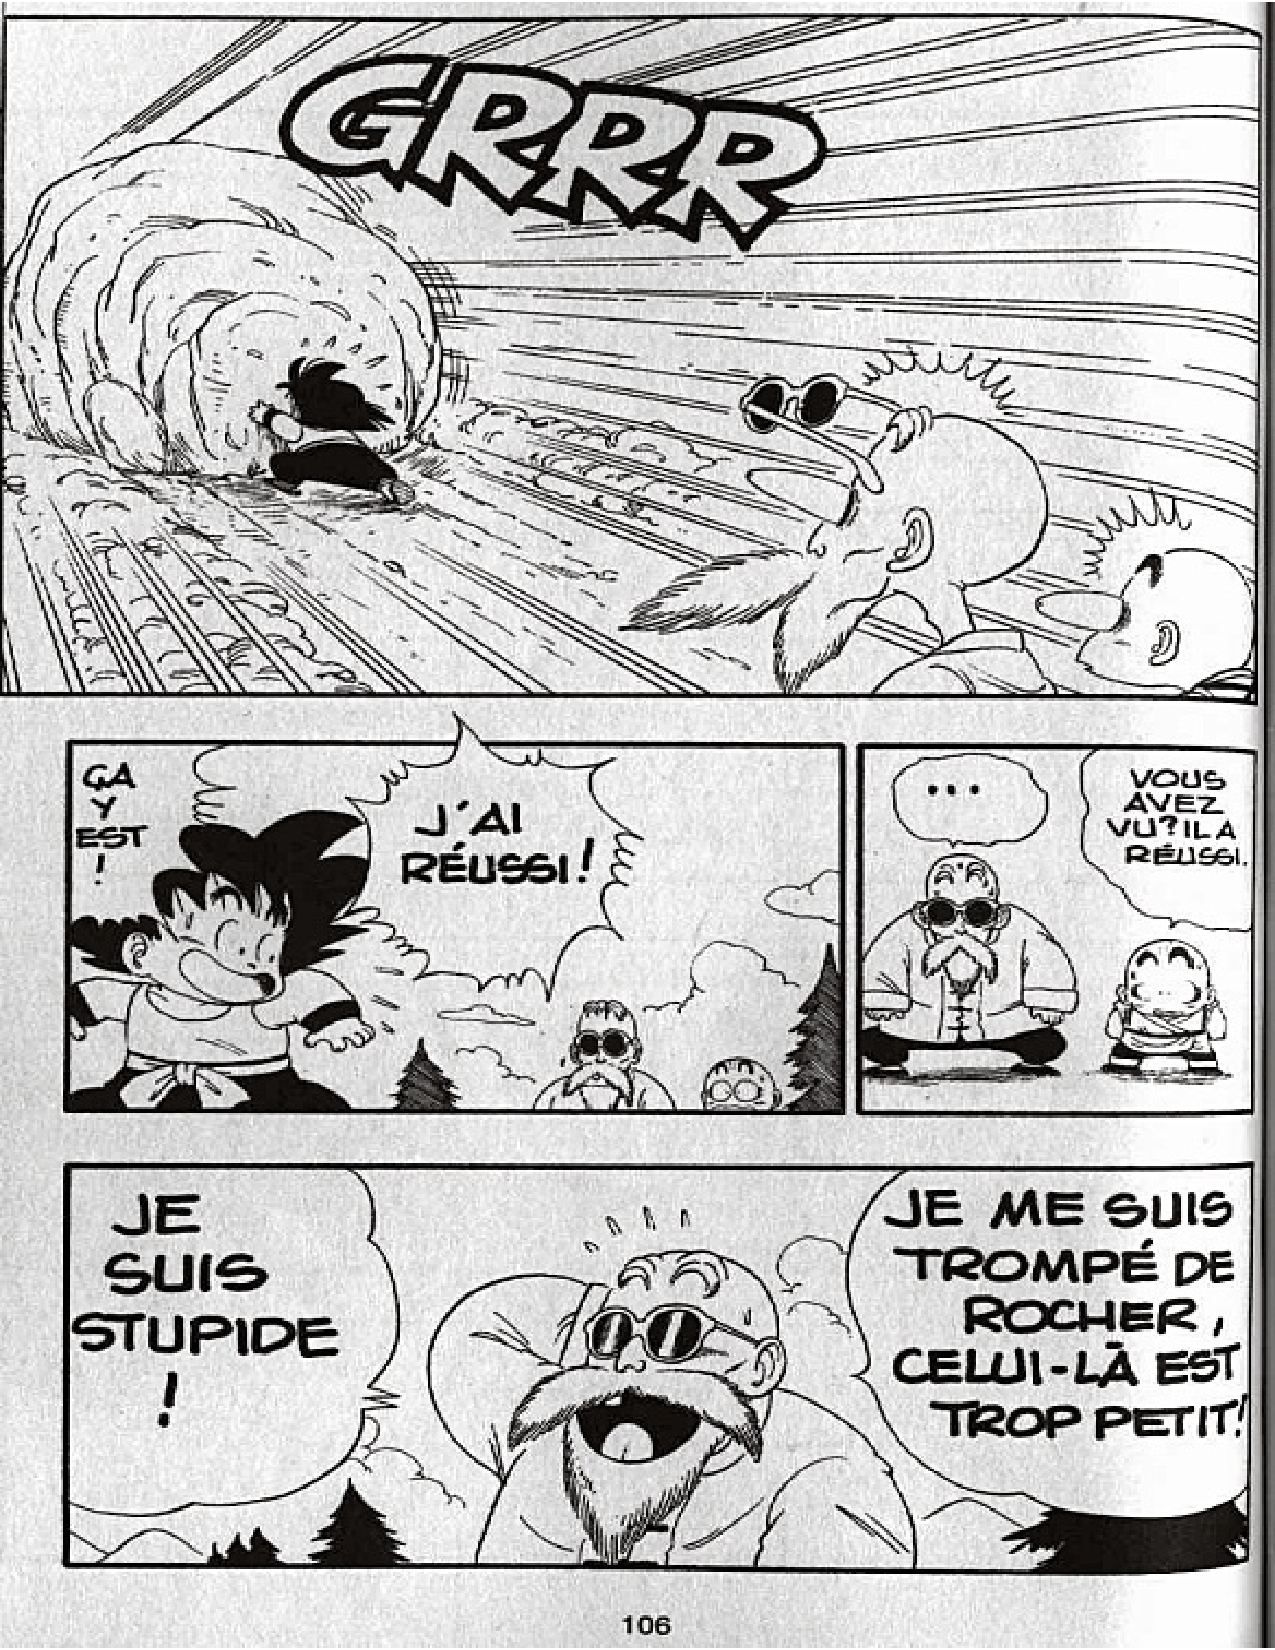 GRRR
ÇA
Y
EST
!
J'AI
RÉUSSI!
...
VOUS
AVEZ
VU?IL A
RÉUSSI.
JE
SUIS
STUPIDE
!
JE ME SUIS
TROMPÉ DE
ROCHER,
CELUI-LÀ EST
TROP PETIT!
106